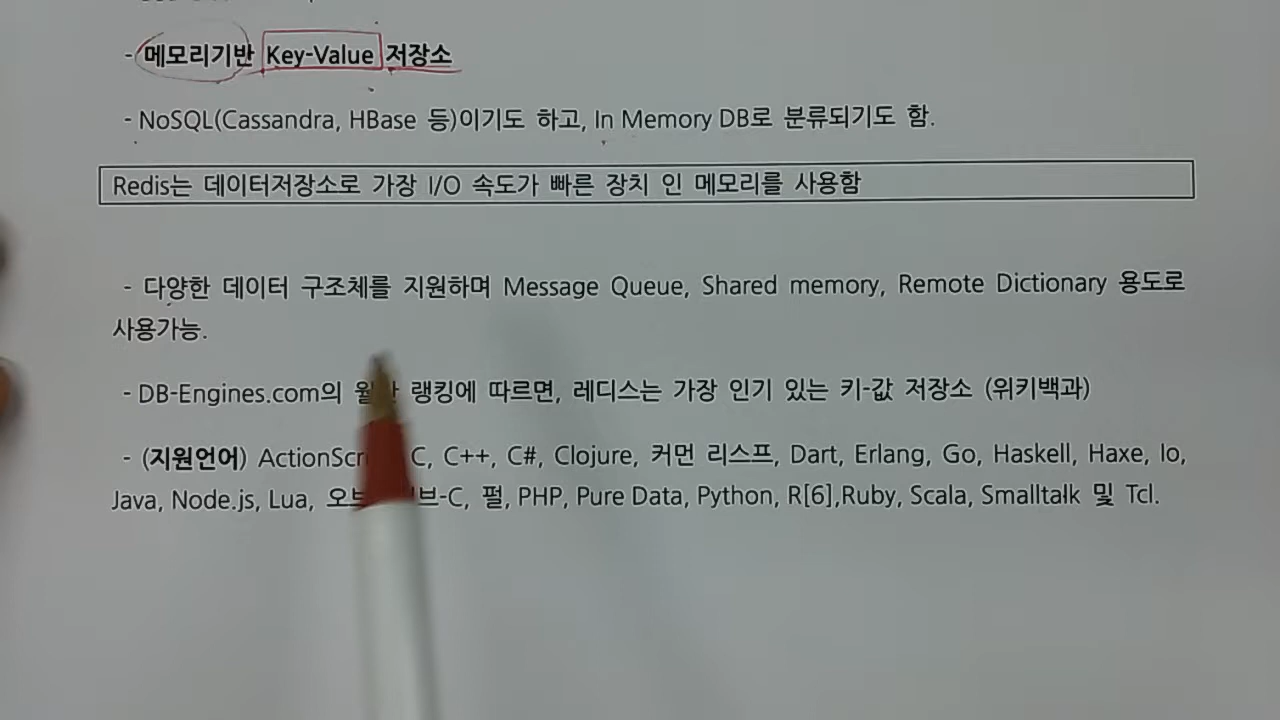 - 메모리기반 Key-Value 저장소
- NoSQL(Cassandra, HBase 등)이기도 하고, In Memory DB로 분류되기도 함.
Redis는 데이터저장소로 가장 I/O 속도가 빠른 장치 인 메모리를 사용함
- 다양한 데이터 구조체를 지원하며 Message Queue, Shared memory, Remote Dictionary 용도로
사용가능.
- DB-Engines.com의 랭킹에 따르면, 레디스는 가장 인기 있는 키-값 저장소 (위키백과)
- (지원언어) C, C++, C#, Clojure, 커먼 리스프, Dart, Erlang, Go, Haskell, Haxe, Io,
Java, Node.js, Lua, 펄, PHP, Pure Data, Python, R[6],Ruby, Scala, Smalltalk 및 Tcl.